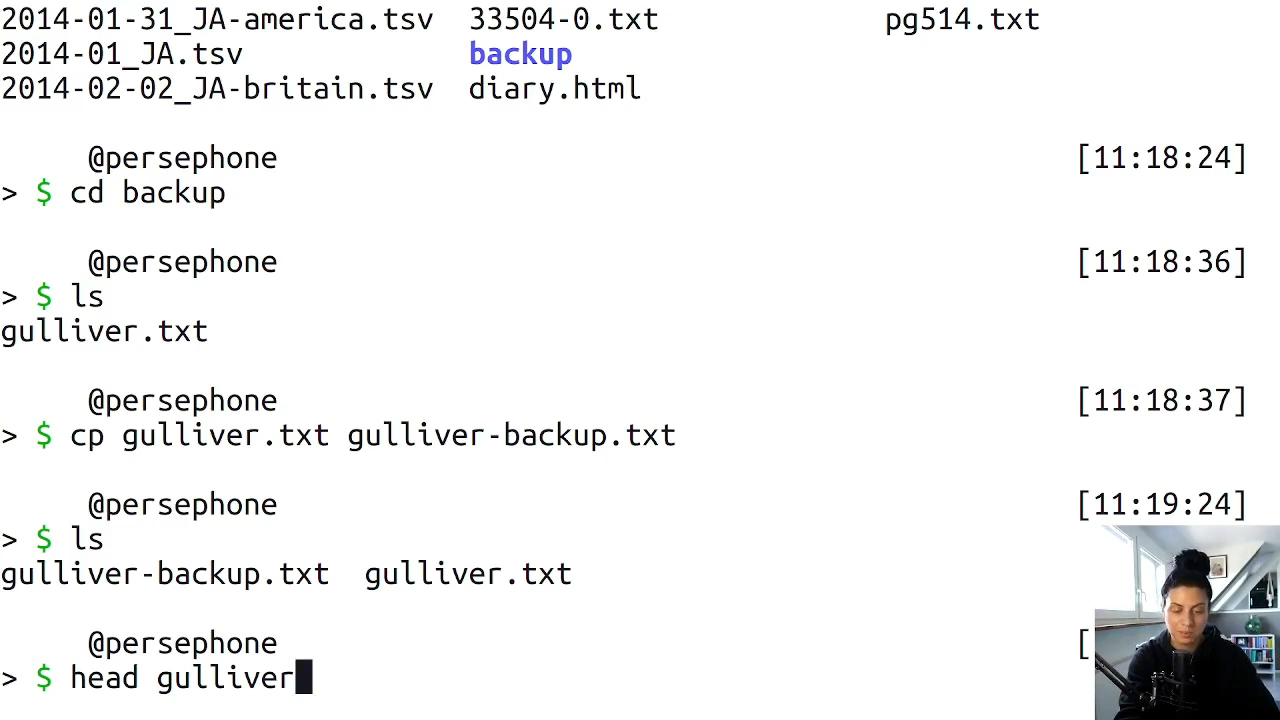 2014-01-31_JA-america.tsv 33504-0.txt pg514.txt
2014-01_JA.tsv backup
2014-02-02_JA-britain.tsv diary.html
@persephone [11:18:24]
> $ cd backup
@persephone [11:18:36]
> $ ls
gulliver.txt
@persephone [11:18:37]
> $ cp gulliver.txt gulliver-backup.txt
@persephone [11:19:24]
> $ ls
gulliver-backup.txt gulliver.txt
@persephone [
> $ head gulliver